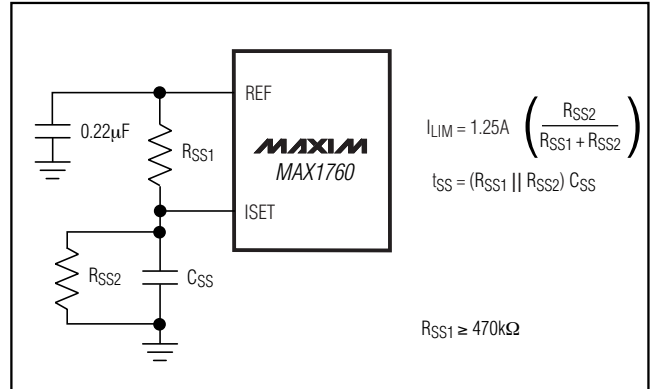 REF
0.22μF
RSS1
MAXIM
MAX1760
ISET
RSS2
CSS
ILIM = 1.25A (RSS2 / (RSS1 + RSS2))
tSS = (RSS1 || RSS2) CSS
RSS1 ≥ 470kΩ